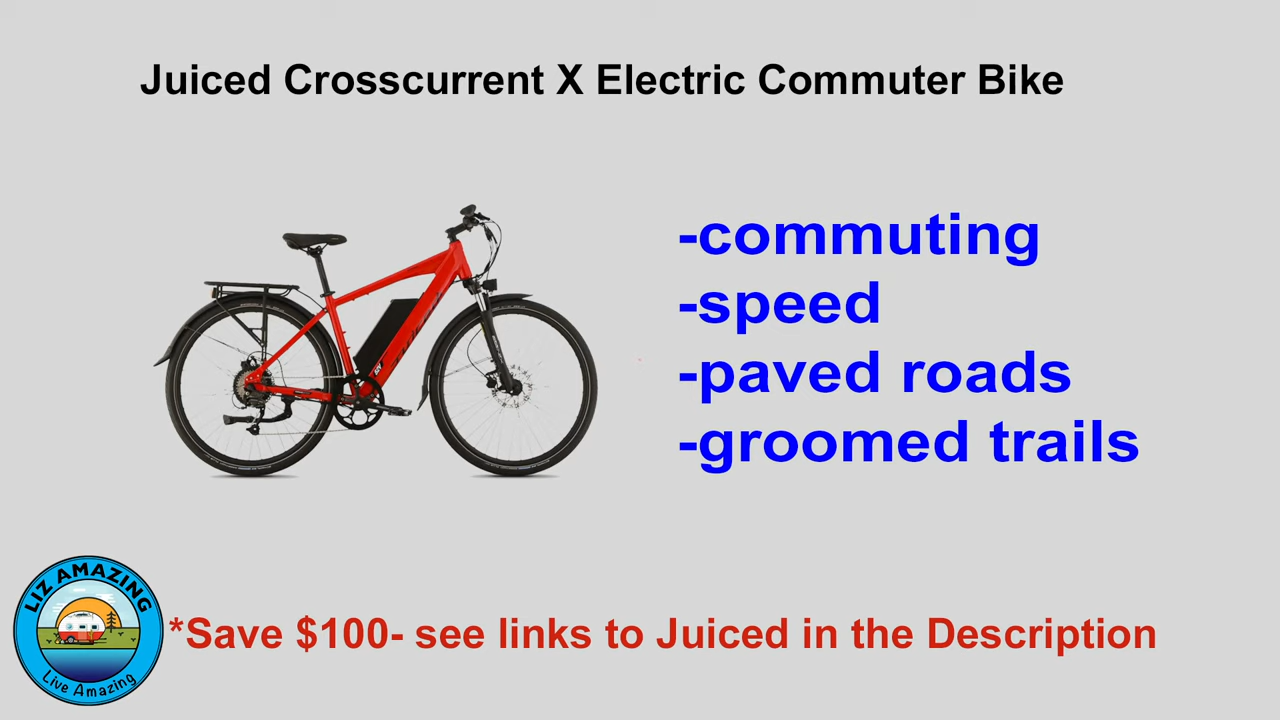 Juiced Crosscurrent X Electric Commuter Bike
-commuting
-speed
-paved roads
-groomed trails
LIZ AMAZING
Live Amazing
*Save $100- see links to Juiced in the Description